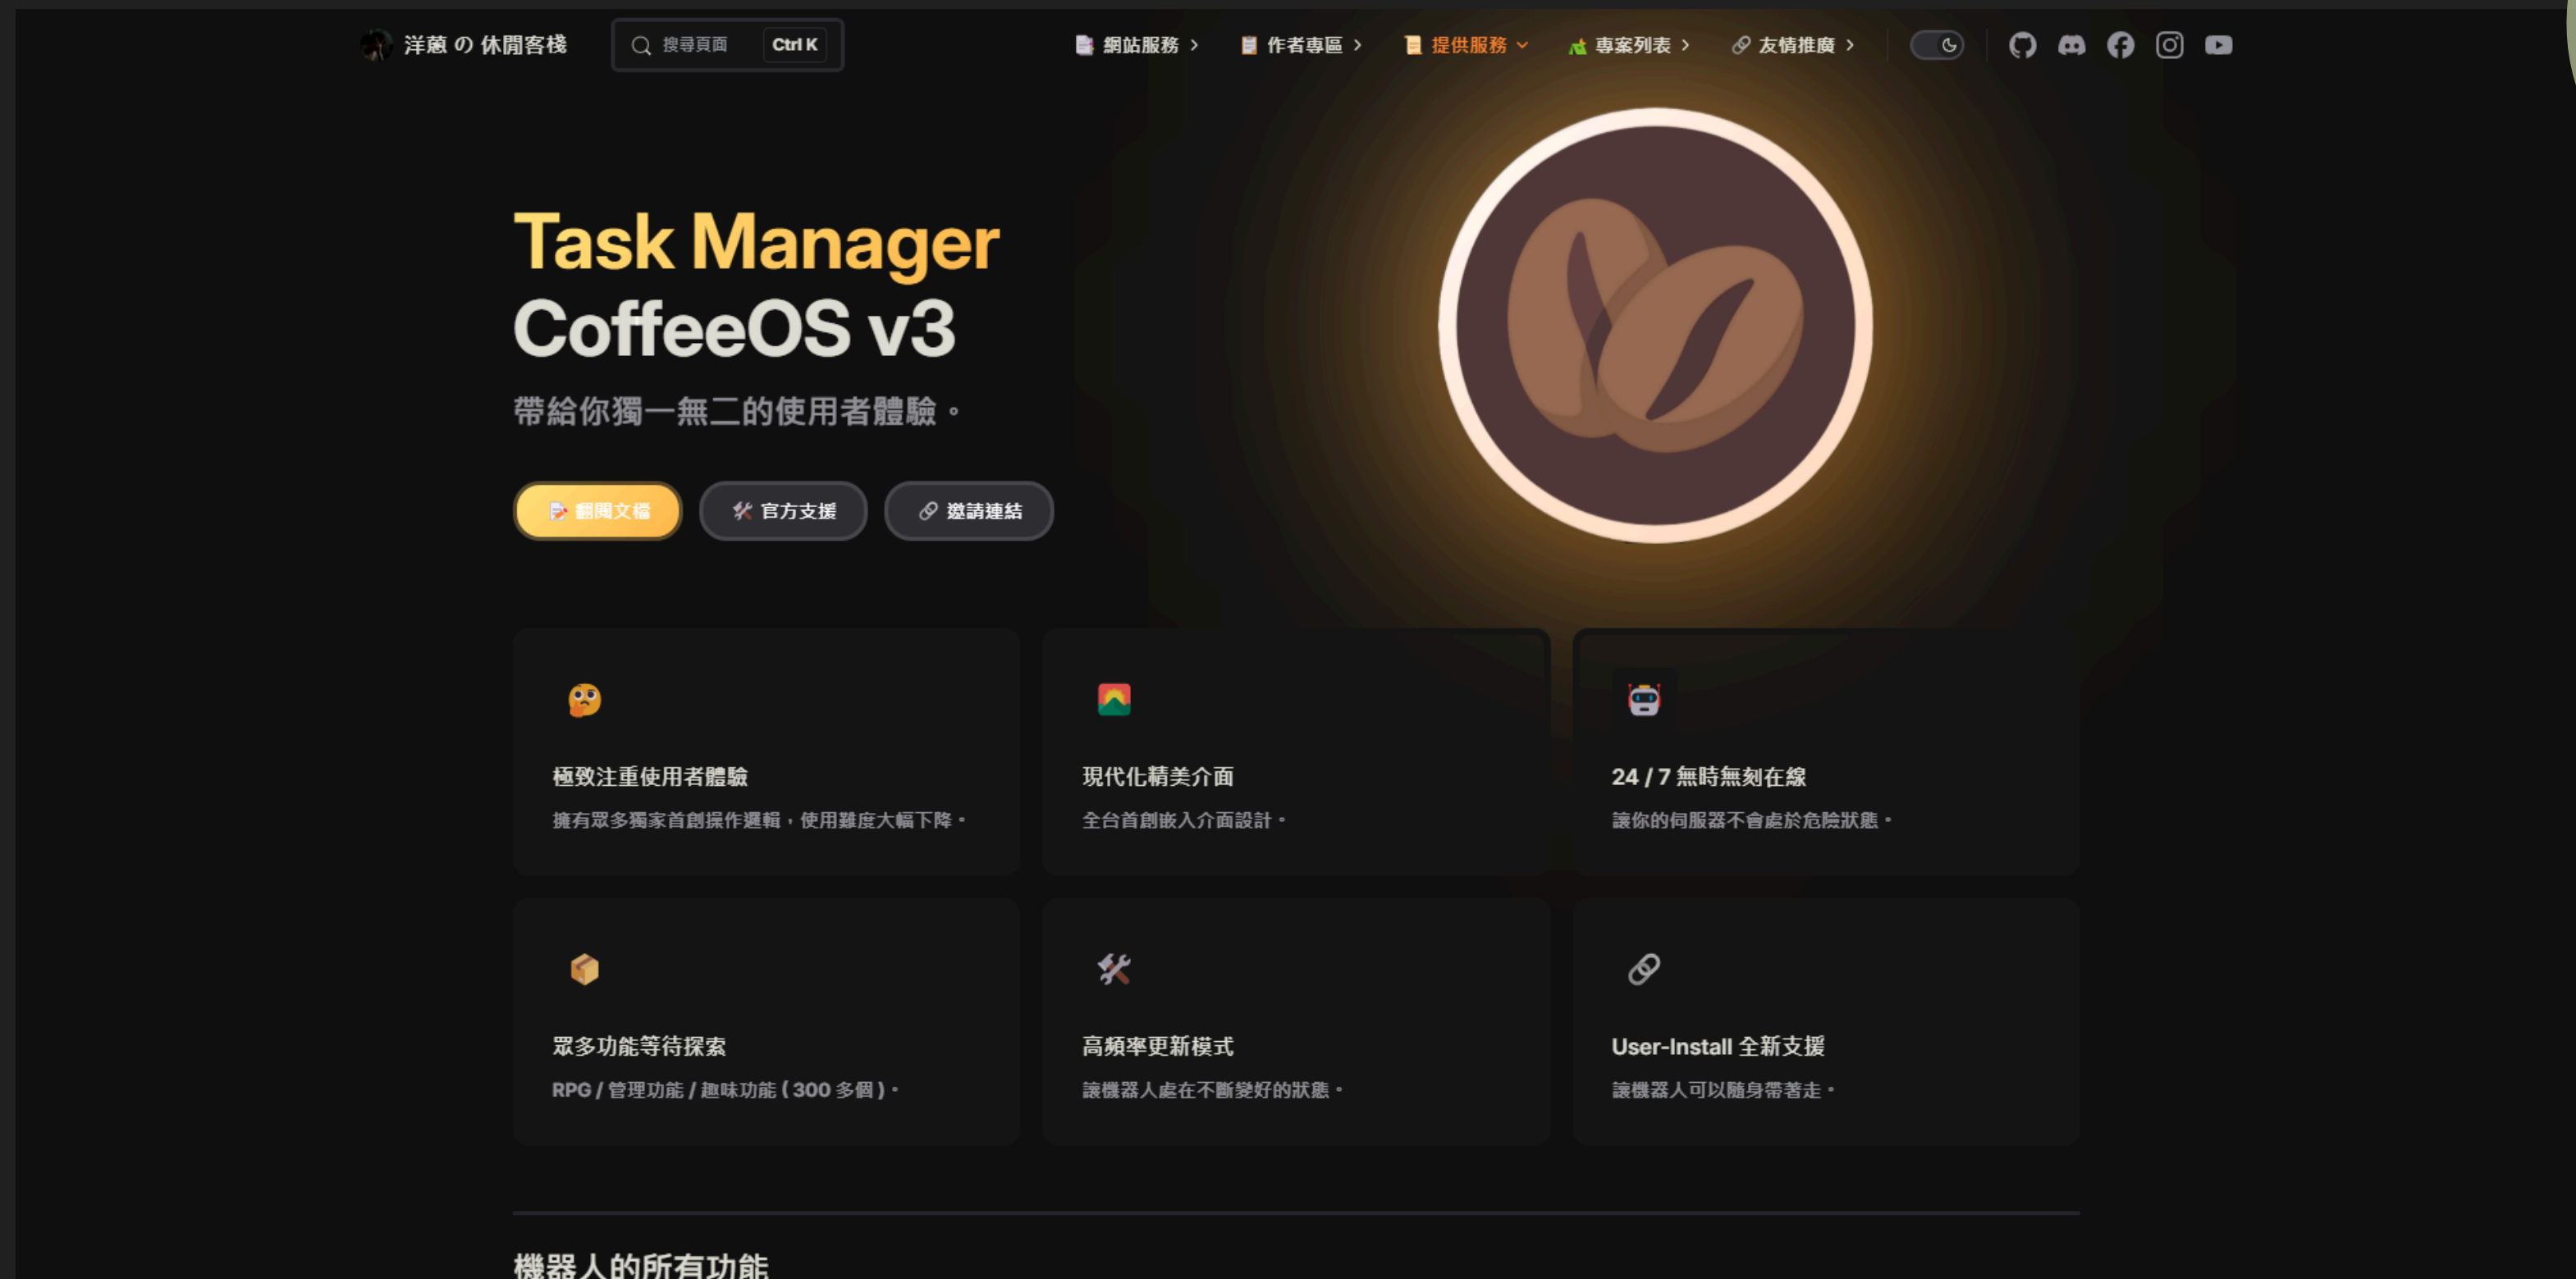 洋蔥 の 休閒客棧
搜尋頁面 Ctrl K
網站服務
作者專區
提供服務
專案列表
友情推廣
Task Manager
CoffeeOS v3
帶給你獨一無二的使用者體驗。
翻閱文檔
官方支援
邀請連結
極致注重使用者體驗
擁有眾多獨家首創操作邏輯，使用難度大幅下降。
現代化精美介面
全台首創嵌入介面設計。
24 / 7 無時無刻在線
讓你的伺服器不會處於危險狀態。
眾多功能等待探索
RPG / 管理功能 / 趣味功能 ( 300 多個 )。
高頻率更新模式
讓機器人處在不斷變好的狀態。
User-Install 全新支援
讓機器人可以隨身帶著走。
機器人的所有功能